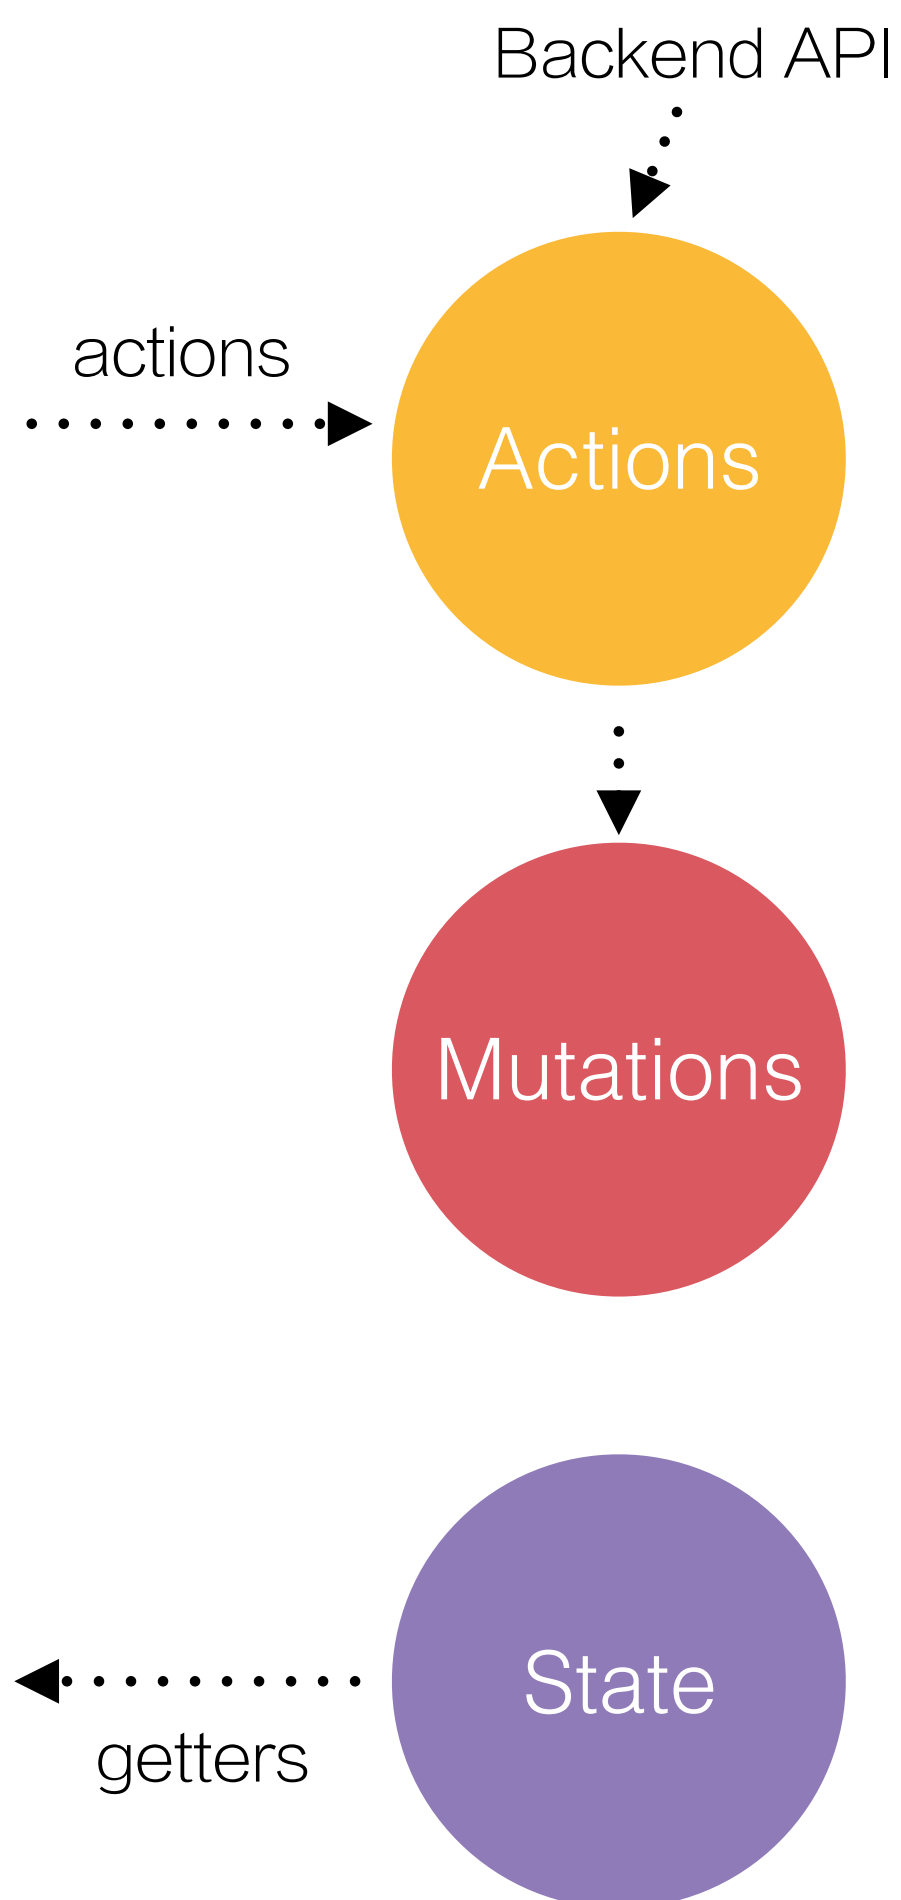 Backend API
actions
Actions
Mutations
State
getters